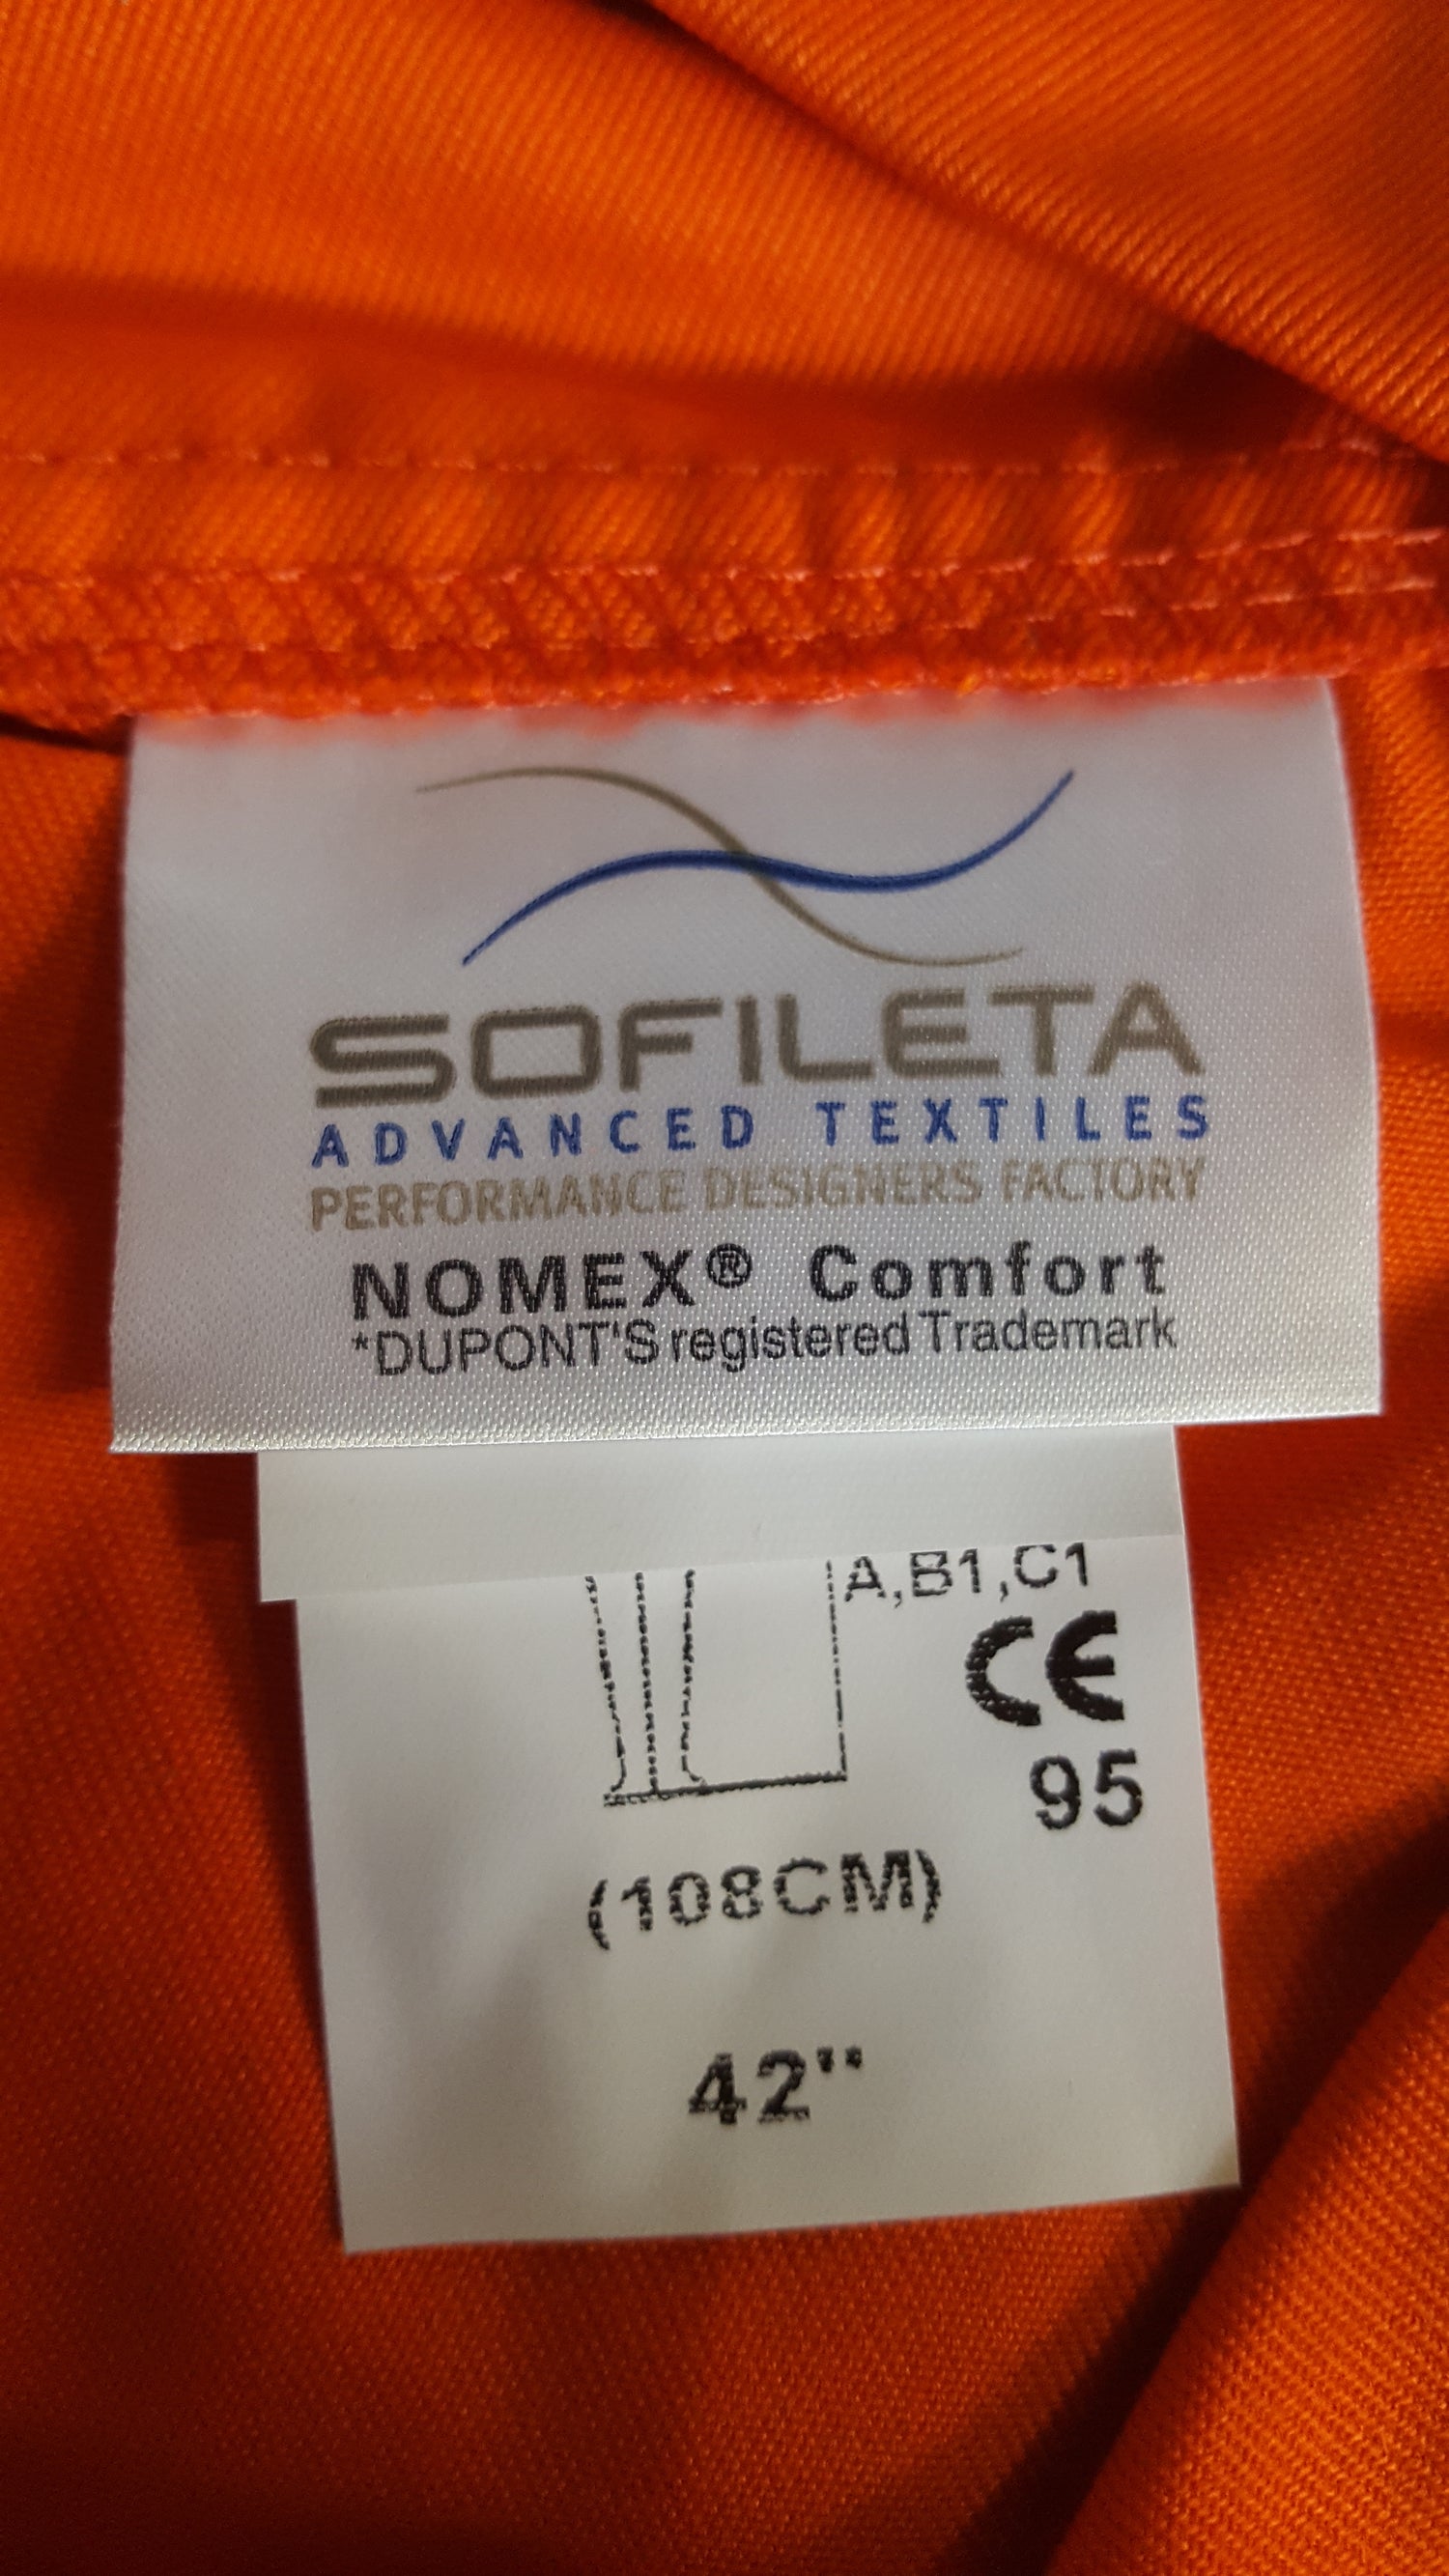 SOFILETA
ADVANCED TEXTILES
PERFORMANCE DESIGNERS FACTORY
NOMEX® Comfort
*DUPONT'S registered Trademark
A,B1,C1
CE
95
(108CM)
42"